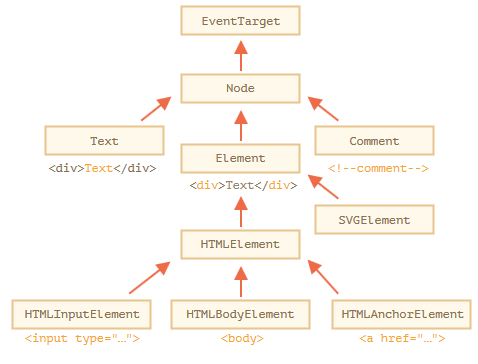 EventTarget
Node
Text
Comment
<div>Text</div>
Element
<!--comment-->
<div>Text</div>
SVGElement
HTMLElement
HTMLInputElement
HTMLBodyElement
HTMLAnchorElement
<input type="…">
<body>
<a href="…">